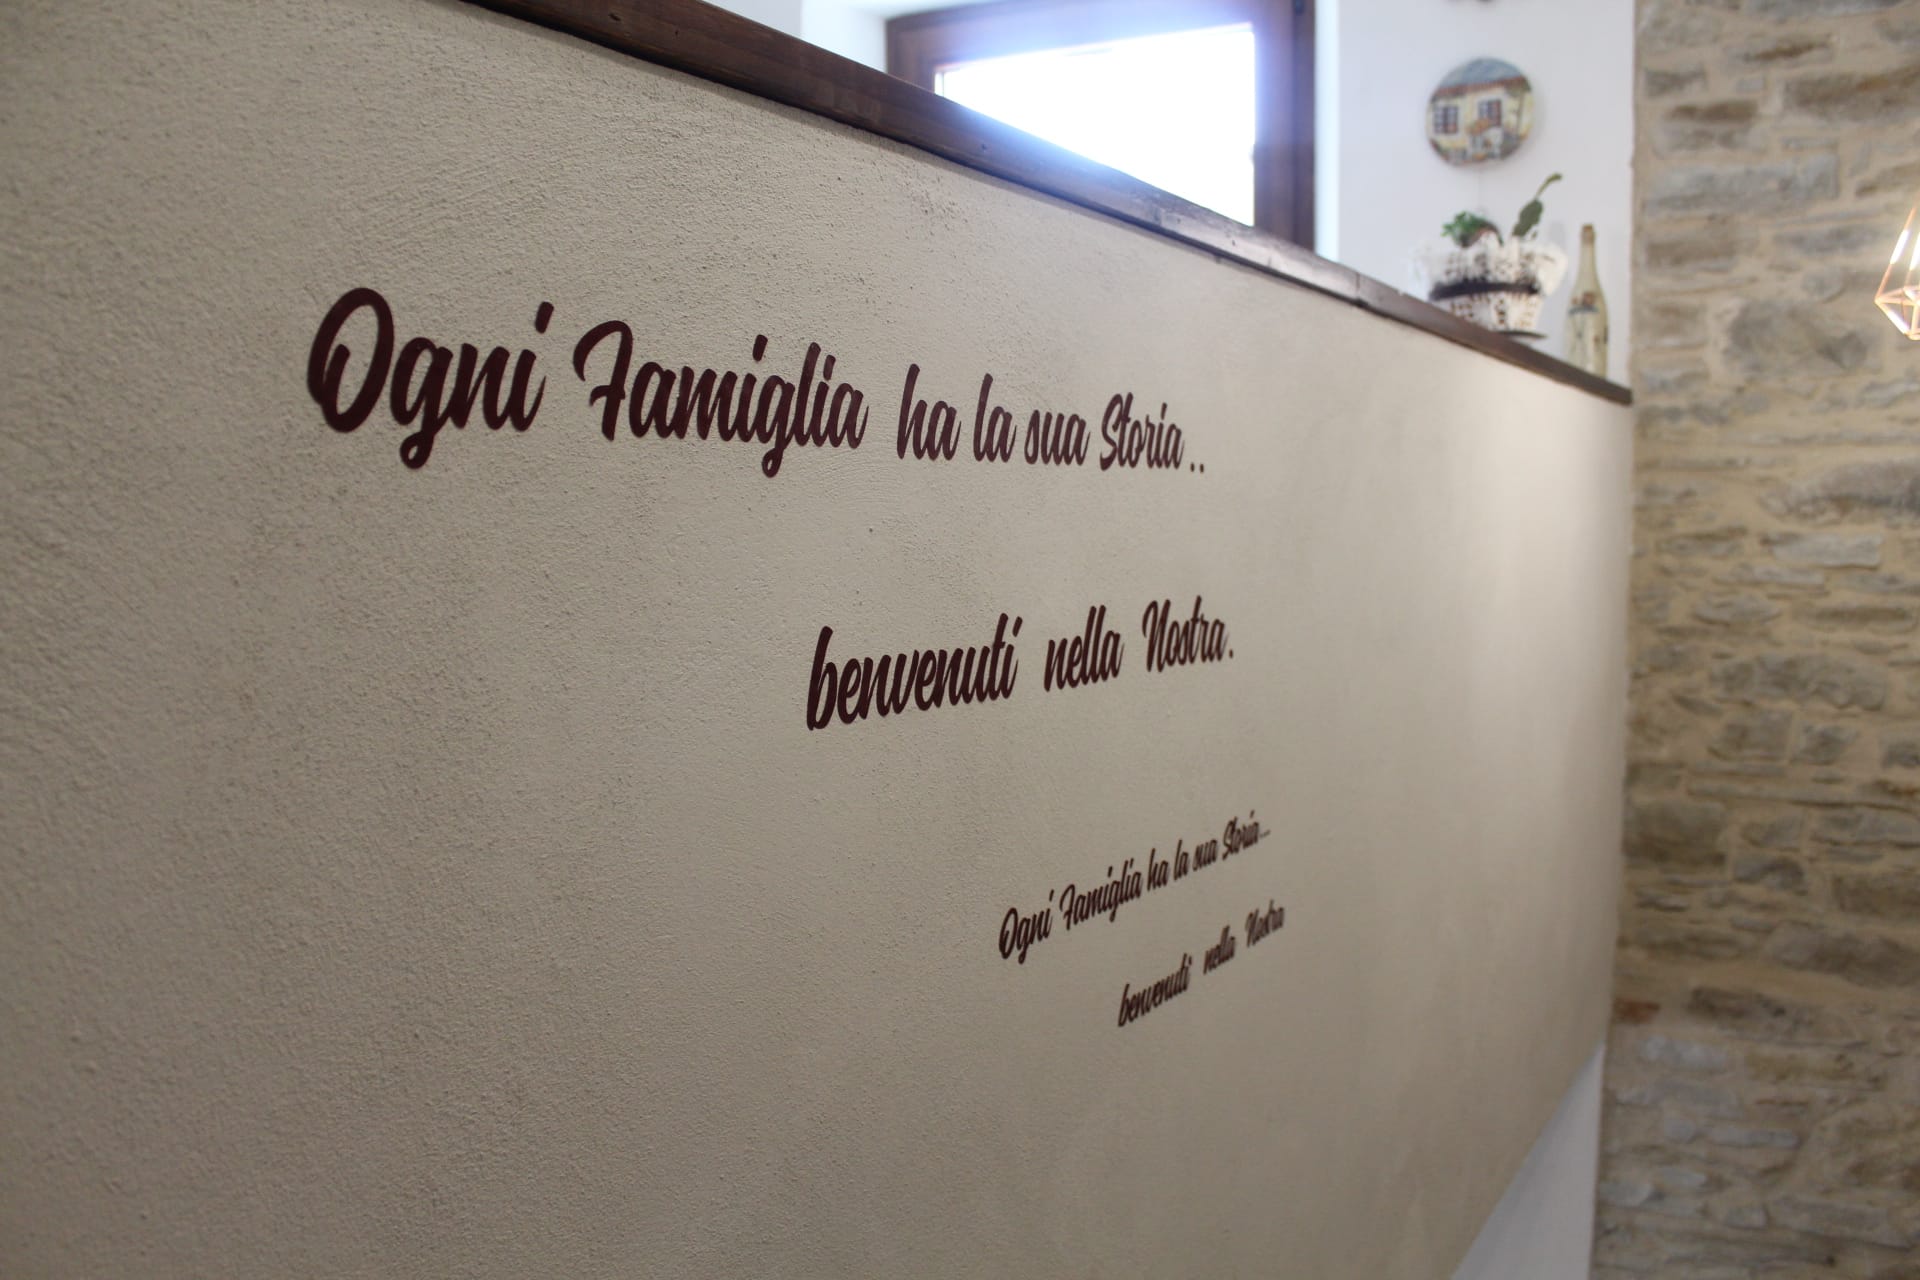 Ogni Famiglia ha la sua Storia..
benvenuti nella Nostra.
Ogni Famiglia ha la sua Storia...
benvenuti nella Nostra